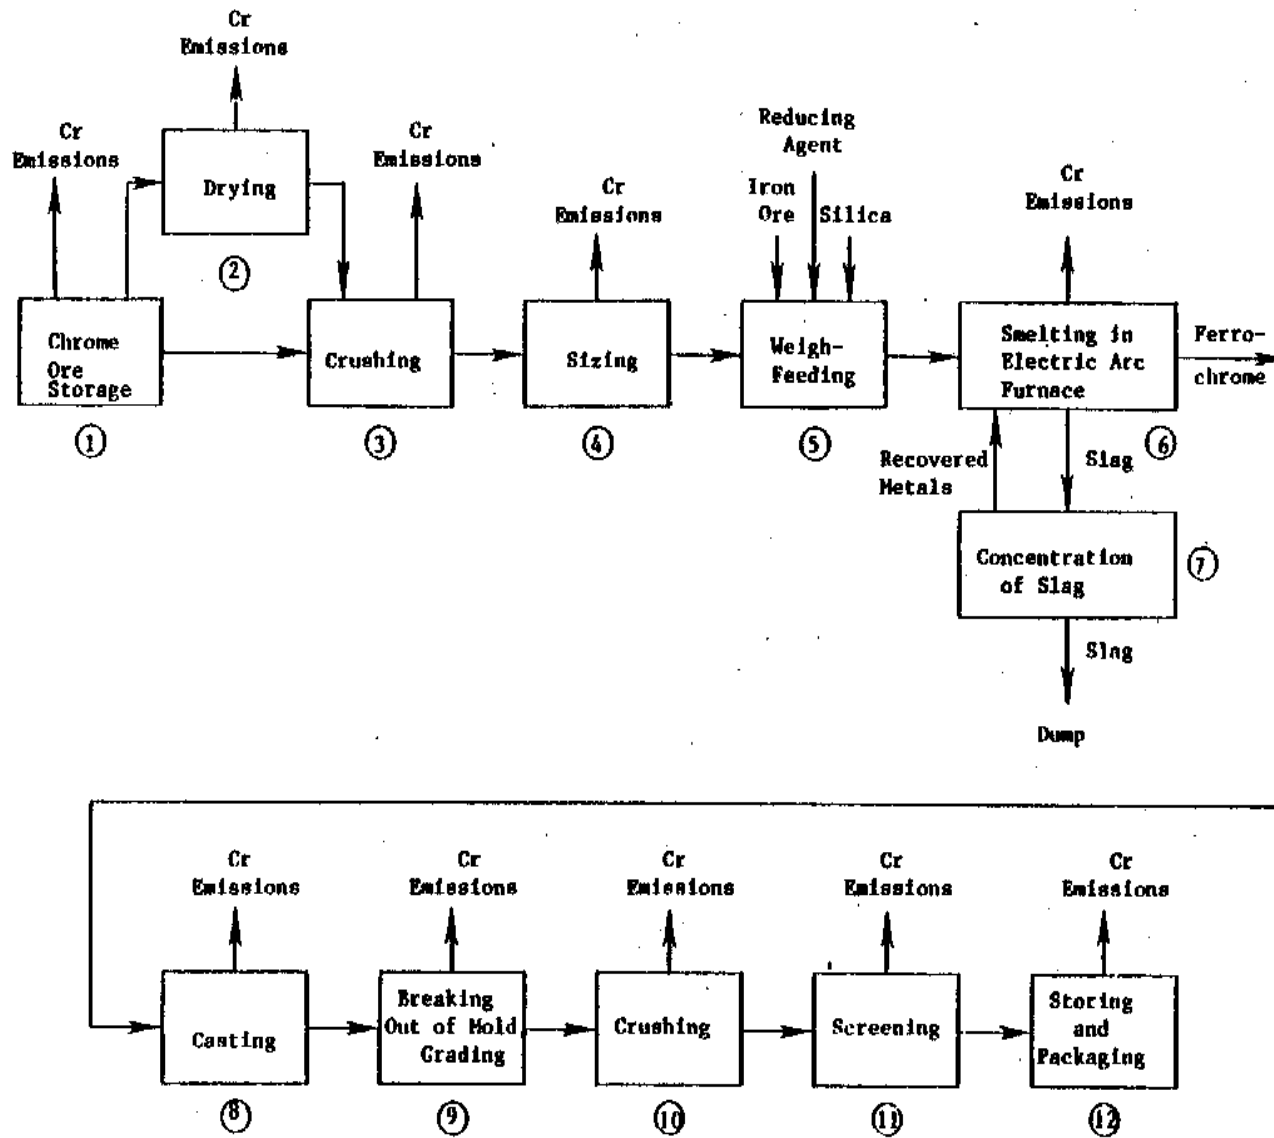 Cr
Emissions
Cr
Emissions
Drying
2
Cr
Emissions
Chrome
Ore
Storage
1
Crushing
3
Cr
Emissions
Sizing
4
Reducing
Agent
Iron
Ore
Silica
Weigh-
Feeding
5
Cr
Emissions
Smelting in
Electric Arc
Furnace
6
Ferro-
chrome
Recovered
Metals
Slag
Concentration
of Slag
7
Slag
Dump
Cr
Emissions
Casting
8
Cr
Emissions
Breaking
Out of Mold
Grading
9
Cr
Emissions
Crushing
10
Cr
Emissions
Screening
11
Cr
Emissions
Storing
and
Packaging
12